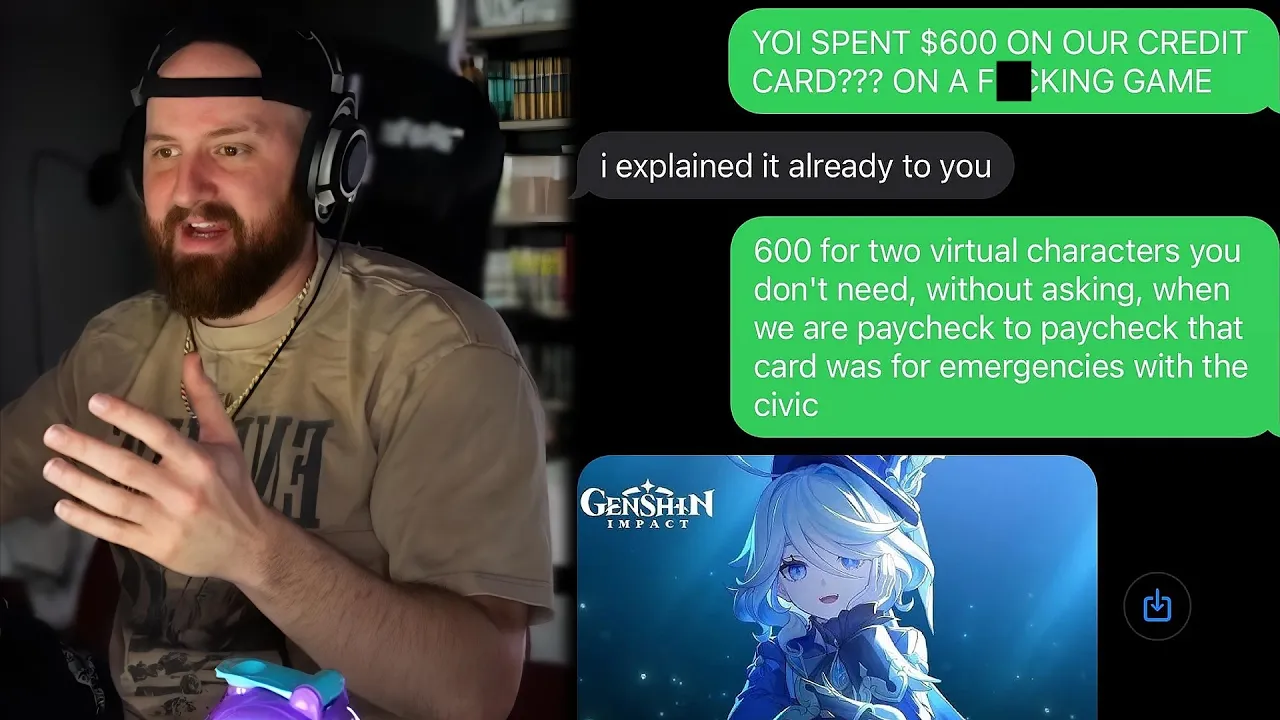 YOI SPENT $600 ON OUR CREDIT
CARD??? ON A F CKING GAME
i explained it already to you
600 for two virtual characters you
don't need, without asking, when
we are paycheck to paycheck that
card was for emergencies with the
civic
GENSHIN
IMPACT